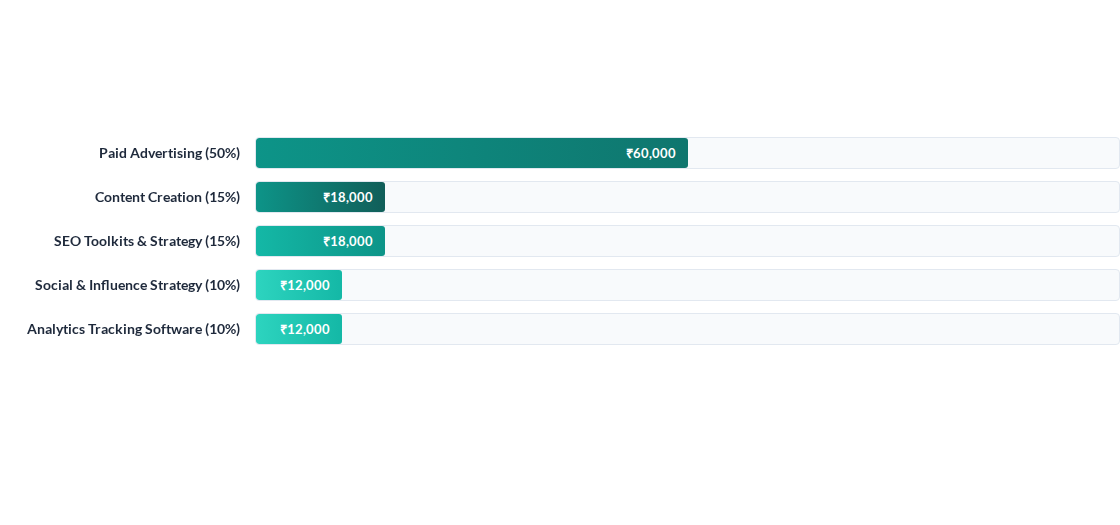 Paid Advertising (50%) ₹60,000
Content Creation (15%) ₹18,000
SEO Toolkits & Strategy (15%) ₹18,000
Social & Influence Strategy (10%) ₹12,000
Analytics Tracking Software (10%) ₹12,000